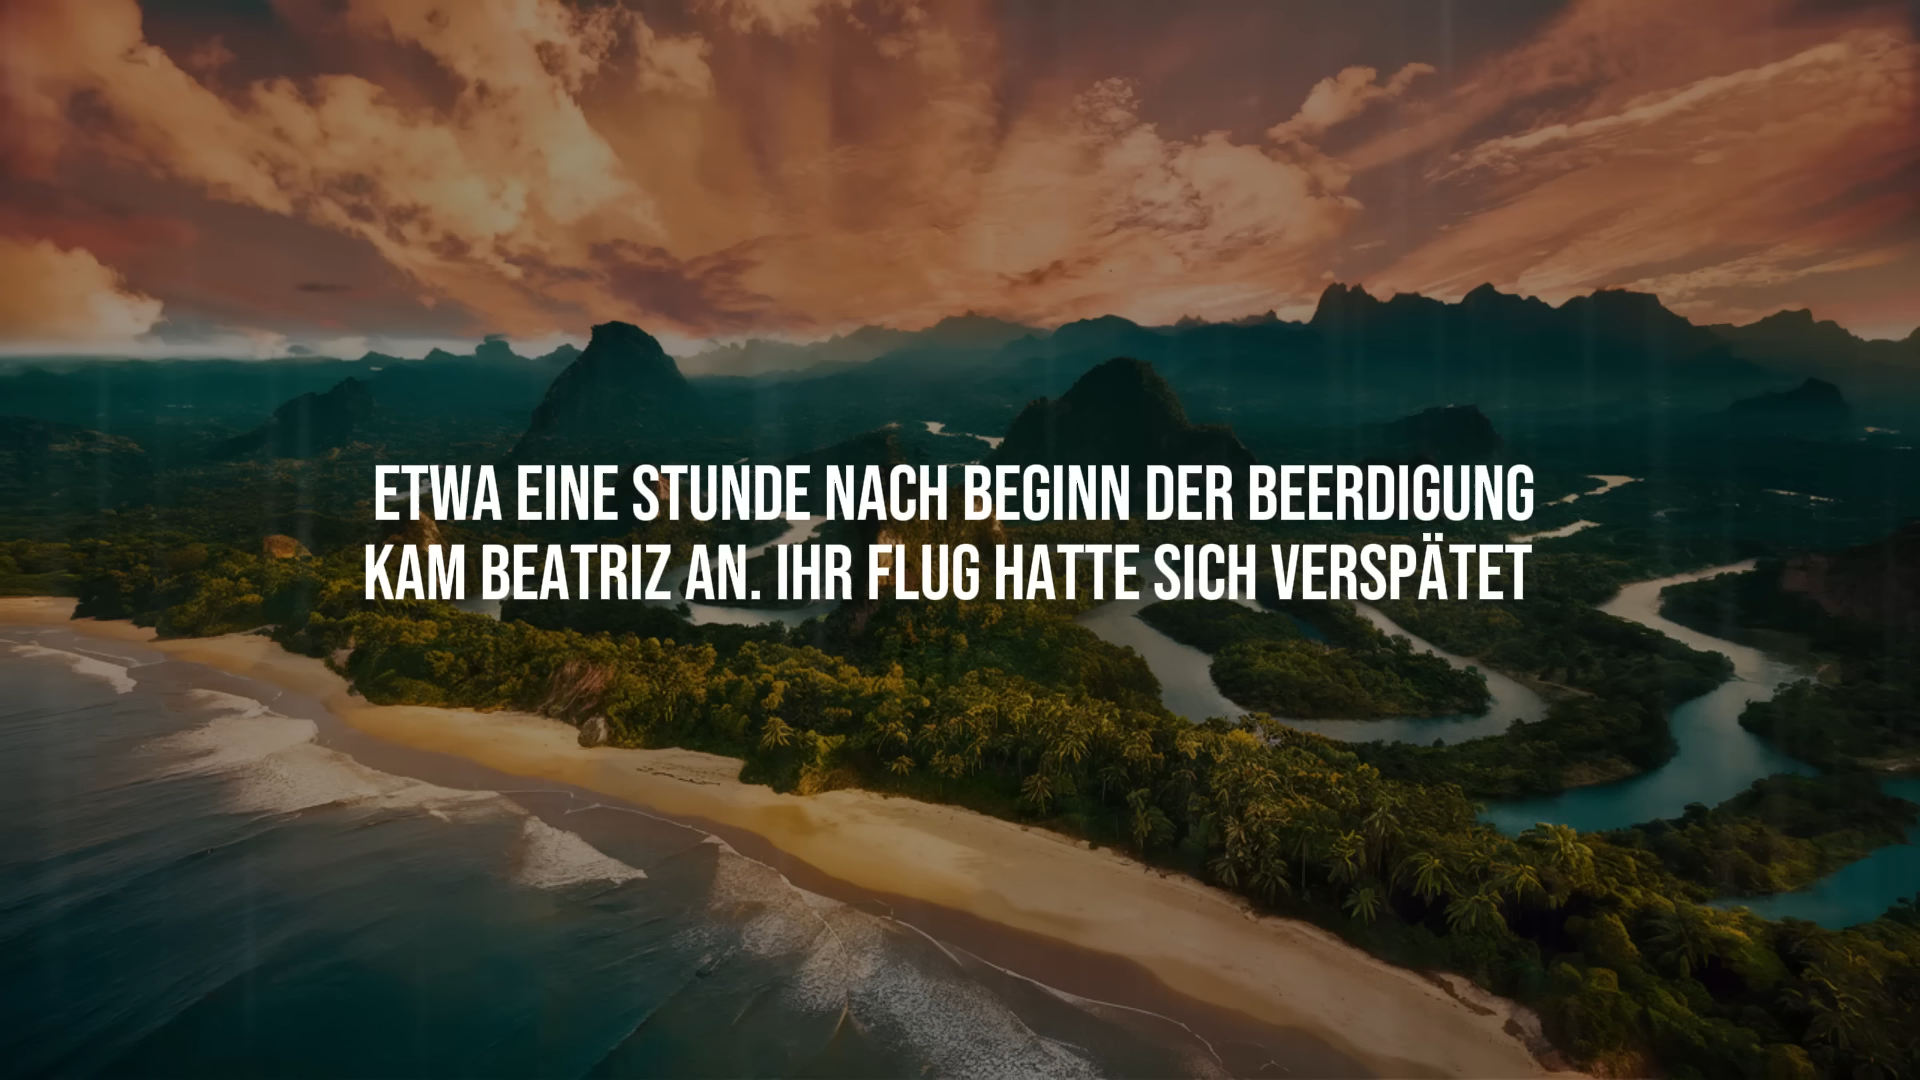 ETWA EINE STUNDE NACH BEGINN DER BEERDIGUNG
KAM BEATRIZ AN. IHR FLUG HATTE SICH VERSPÄTET